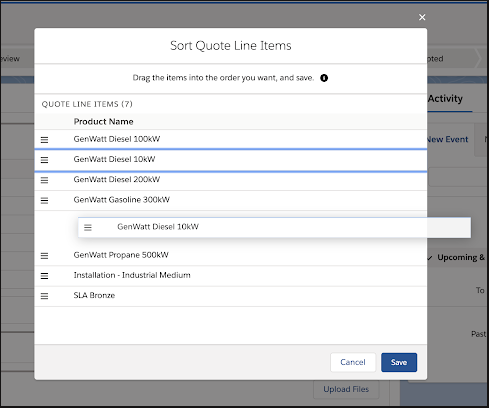 Sort Quote Line Items
Drag the items into the order you want, and save.
QUOTE LINE ITEMS (7)
Product Name
GenWatt Diesel 100kW
GenWatt Diesel 10kW
GenWatt Diesel 200kW
GenWatt Gasoline 300kW
GenWatt Diesel 10kW
GenWatt Propane 500kW
Installation - Industrial Medium
SLA Bronze
Cancel
Save
Upload Files
Activity
New Event
Upcoming &
To
Past